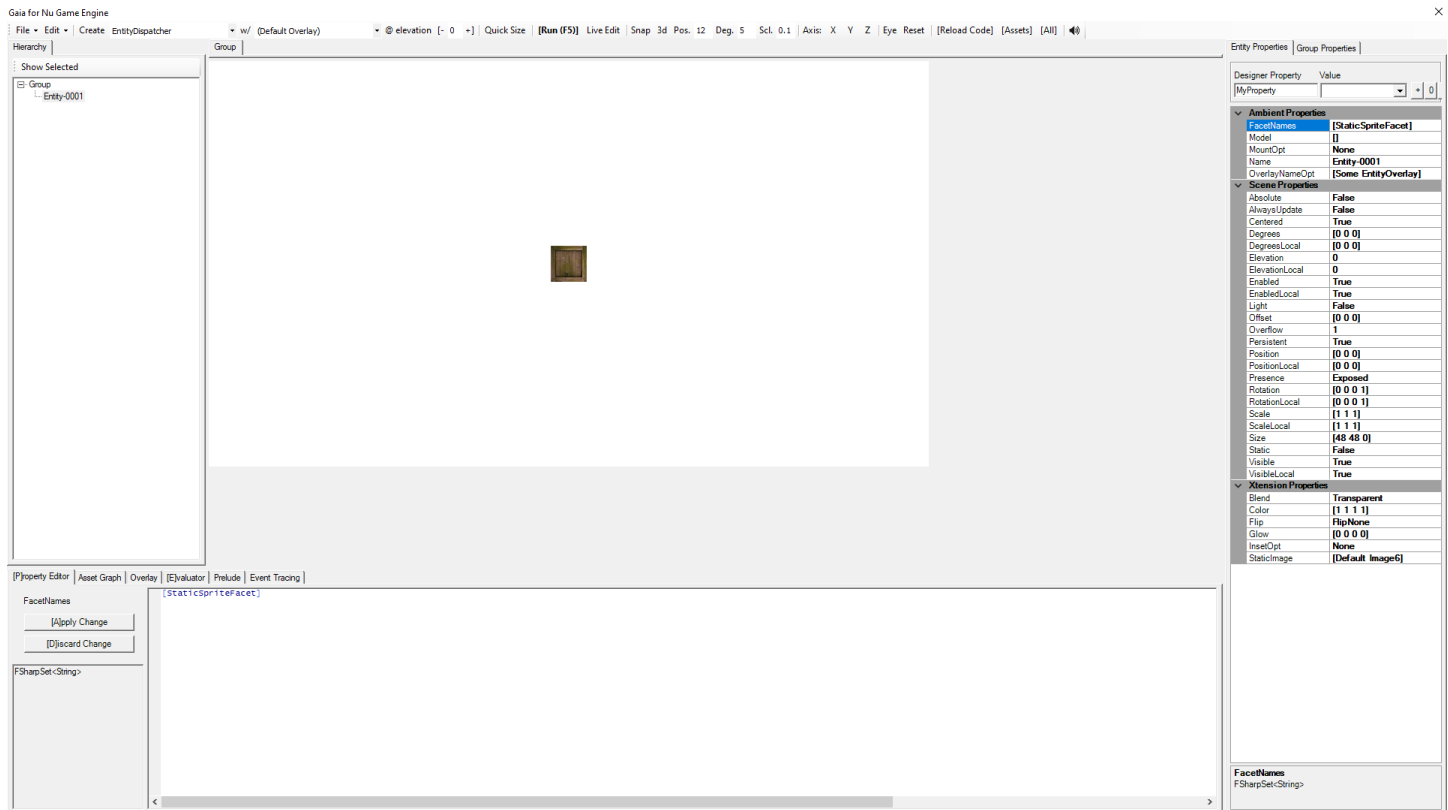 Gaia for Nu Game Engine
File Edit Create EntityDispatcher w/ (Default Overlay) @ elevation [- 0 +] Quick Size [Run (F5)] Live Edit Snap 3d Pos. 12 Deg. 5 Scl. 0.1 Axis: X Y Z Eye Reset [Reload Code] [Assets] [All]
Hierarchy
Group
Show Selected
Group
Entity-0001
Entity Properties Group Properties
Designer Property Value
MyProperty + 0
Ambient Properties
FacetNames [StaticSpriteFacet]
Model []
MountOpt None
Name Entity-0001
OverlayNameOpt [Some EntityOverlay]
Scene Properties
Absolute False
AlwaysUpdate False
Centered True
Degrees [0 0 0]
DegreesLocal [0 0 0]
Elevation 0
ElevationLocal 0
Enabled True
EnabledLocal True
Light False
Offset [0 0 0]
Overflow 1
Persistent True
Position [0 0 0]
PositionLocal [0 0 0]
Presence Exposed
Rotation [0 0 0 1]
RotationLocal [0 0 0 1]
Scale [1 1 1]
ScaleLocal [1 1 1]
Size [48 48 0]
Static False
Visible True
VisibleLocal True
Xtension Properties
Blend Transparent
Color [1 1 1 1]
Flip FlipNone
Glow [0 0 0 0]
InsetOpt None
StaticImage [Default Image6]
[P]roperty Editor Asset Graph Overlay [E]valuator Prelude Event Tracing
FacetNames
[A]pply Change
[D]iscard Change
FSharpSet<String>
[StaticSpriteFacet]
FacetNames
FSharpSet<String>